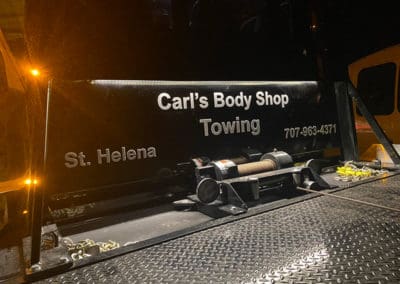 Carl's Body Shop
Towing
707-963-4371
St. Helena